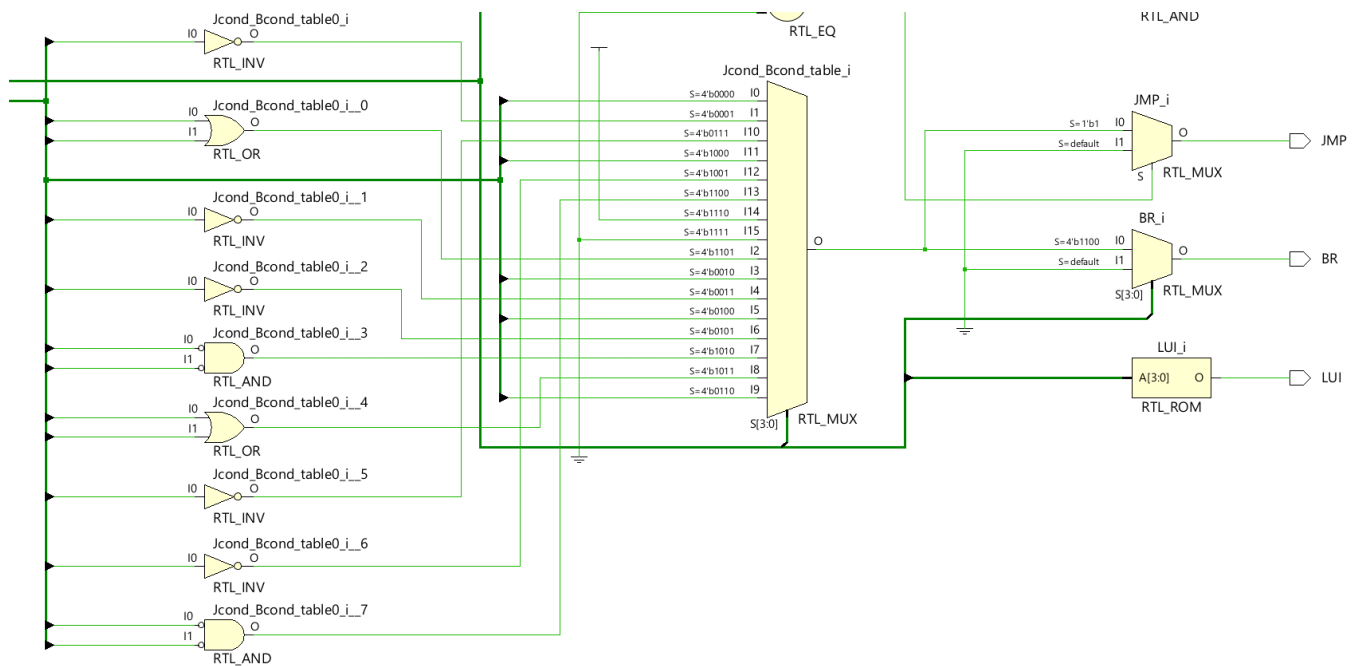 Jcond_Bcond_table0_i
I0 O
RTL_INV
Jcond_Bcond_table0_i__0
I0
I1
O
RTL_OR
Jcond_Bcond_table0_i__1
I0 O
RTL_INV
Jcond_Bcond_table0_i__2
I0 O
RTL_INV
Jcond_Bcond_table0_i__3
I0
I1
O
RTL_AND
Jcond_Bcond_table0_i__4
I0
I1
O
RTL_OR
Jcond_Bcond_table0_i__5
I0 O
RTL_INV
Jcond_Bcond_table0_i__6
I0 O
RTL_INV
Jcond_Bcond_table0_i__7
I0
I1
O
RTL_AND
RTL_EQ
Jcond_Bcond_table_i
S=4'b0000 I0
S=4'b0001 I1
S=4'b0111 I10
S=4'b1000 I11
S=4'b1001 I12
S=4'b1100 I13
S=4'b1110 I14
S=4'b1111 I15
S=4'b1101 I2
S=4'b0010 I3
S=4'b0011 I4
S=4'b0100 I5
S=4'b0101 I6
S=4'b1010 I7
S=4'b1011 I8
S=4'b0110 I9
O
S[3:0]
RTL_MUX
RTL_AND
JMP_i
S=1'b1 I0
S=default I1
O
JMP
S
RTL_MUX
BR_i
S=4'b1100 I0
S=default I1
O
BR
S[3:0]
RTL_MUX
LUI_i
A[3:0] O
LUI
RTL_ROM